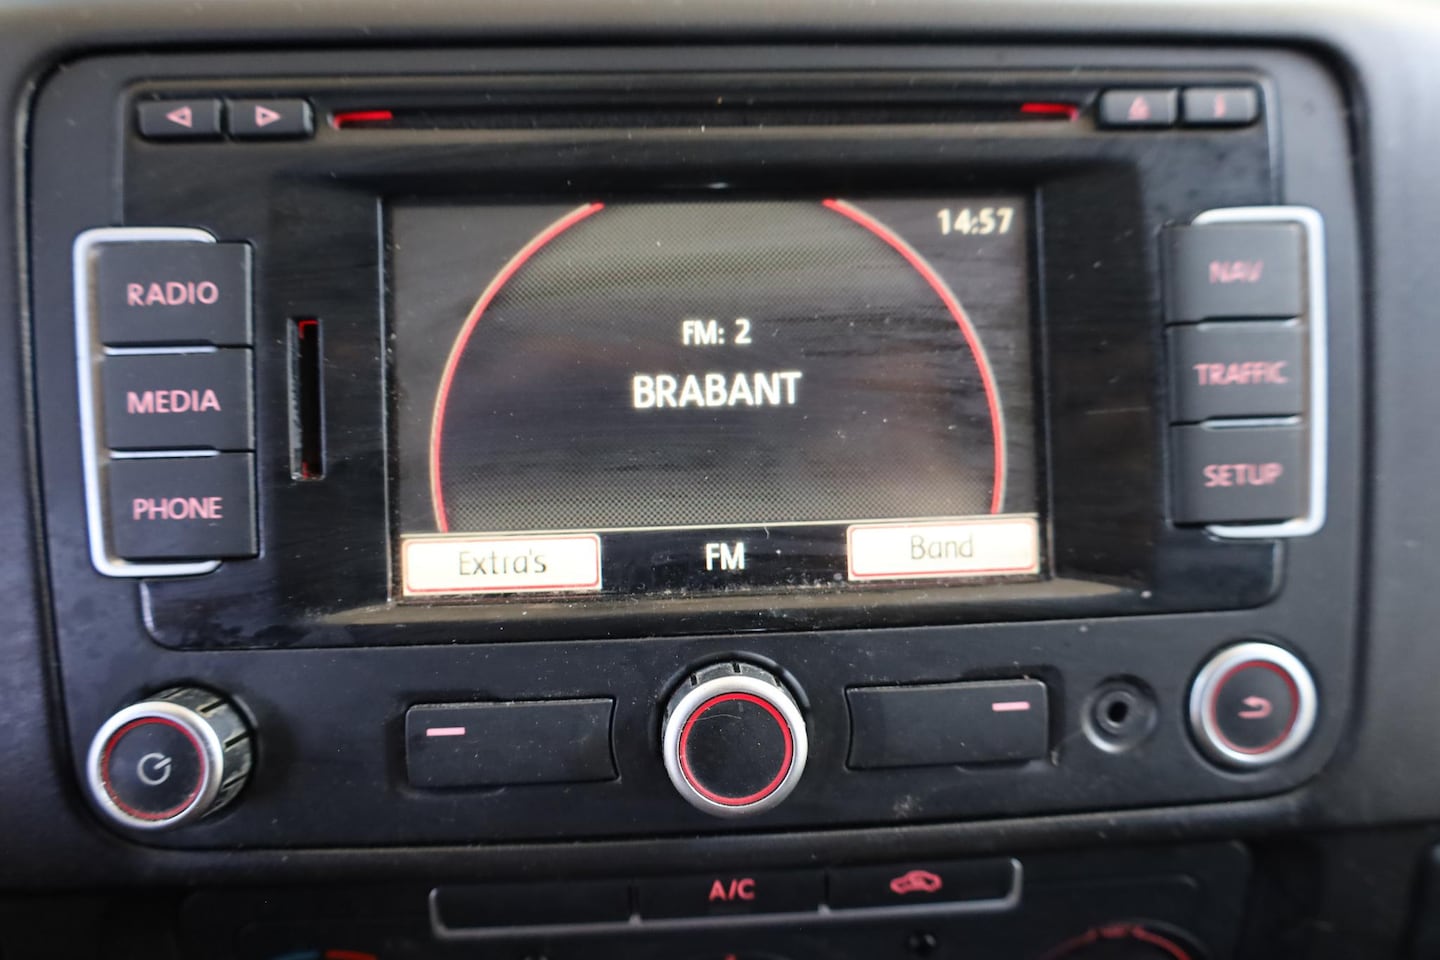 14:57
RADIO
NAV
FM: 2
TRAFFIC
MEDIA
BRABANT
SETUP
PHONE
Extra's
FM
Band
A/C